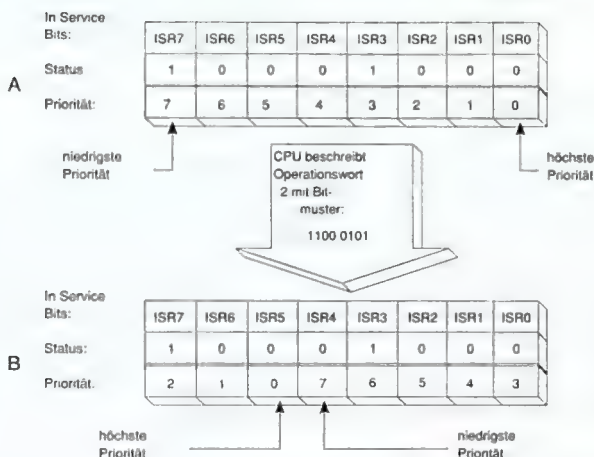 In Service
Bits:
ISR7 ISR6 ISR5 ISR4 ISR3 ISR2 ISR1 ISR0
Status
1 0 0 0 1 0 0 0
A
Priorität:
7 6 5 4 3 2 1 0
niedrigste
Priorität
höchste
Priorität
CPU beschreibt
Operationswort
2 mit Bit-
muster:
1100 0101
In Service
Bits:
ISR7 ISR6 ISR5 ISR4 ISR3 ISR2 ISR1 ISR0
Status:
1 0 0 0 1 0 0 0
B
Priorität.
2 1 0 7 6 5 4 3
höchste
Priorität
niedrigste
Priorität